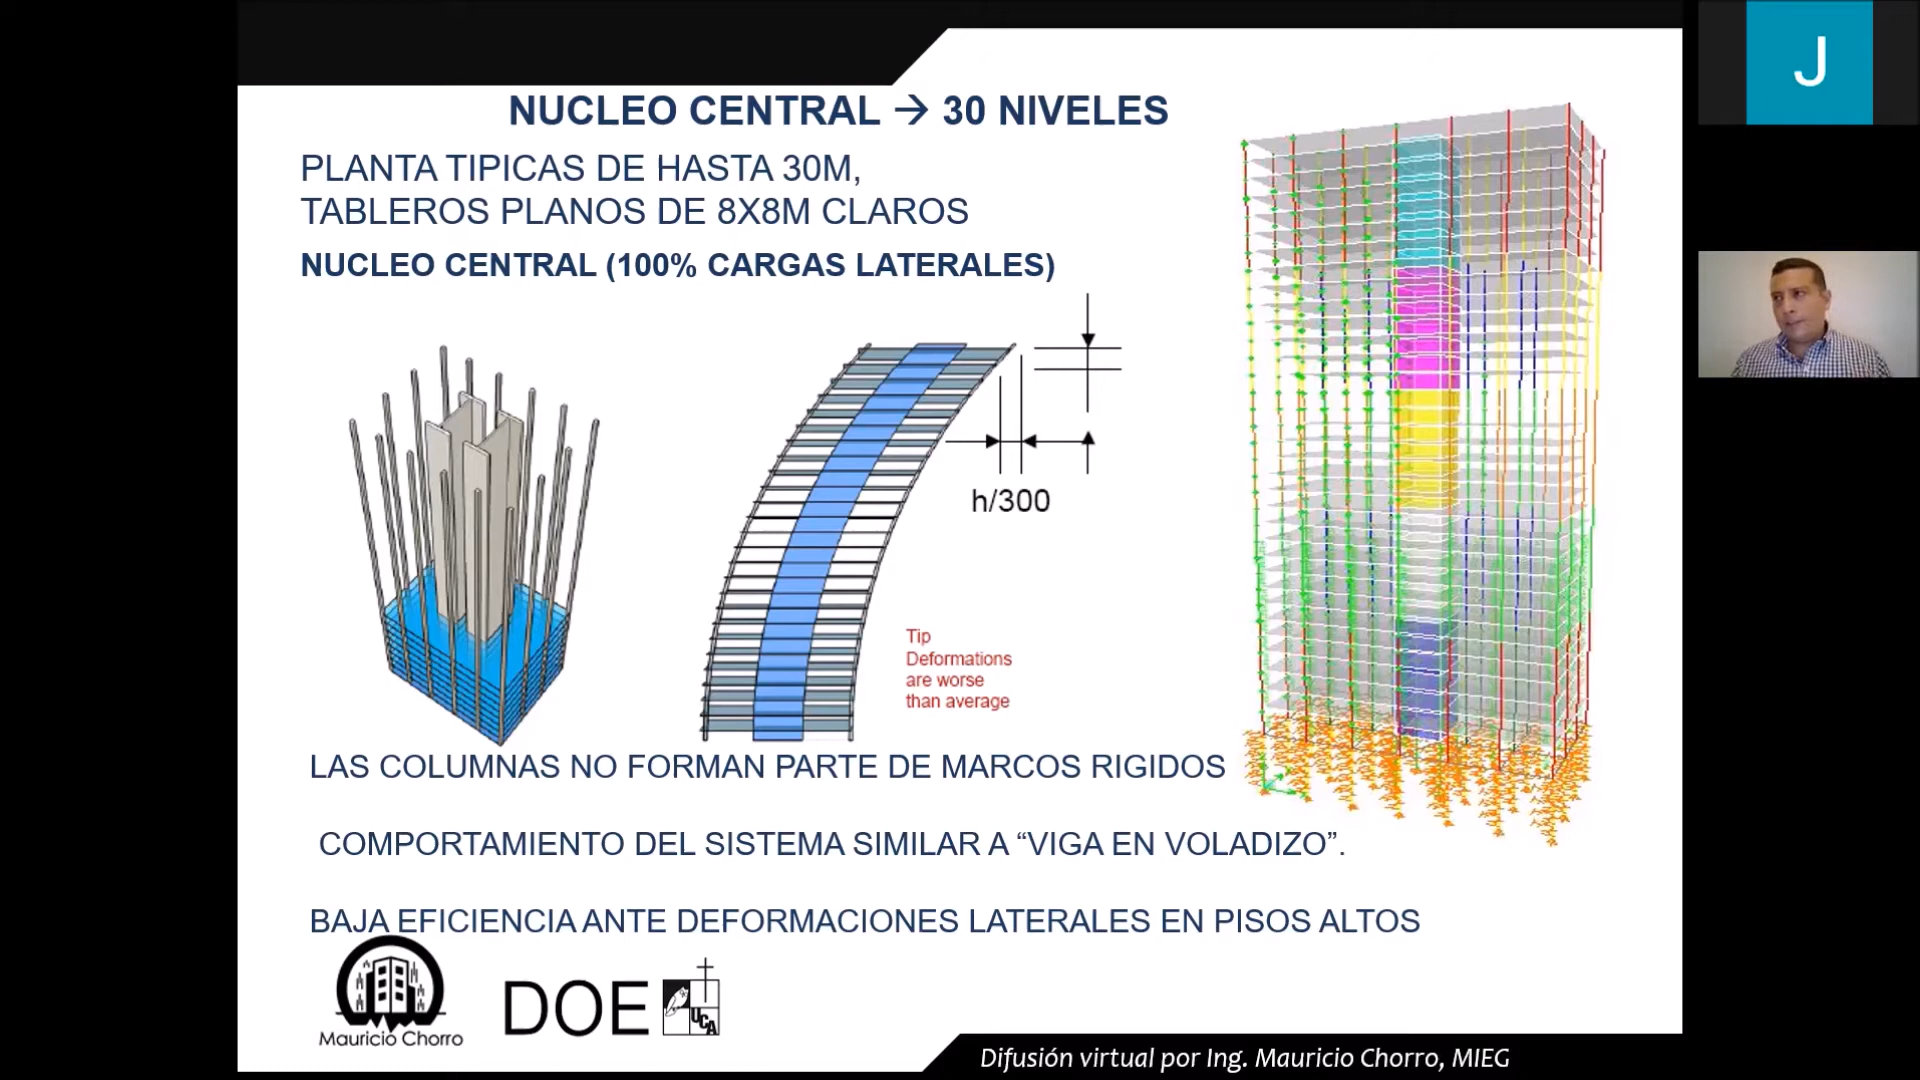 J
NUCLEO CENTRAL → 30 NIVELES
PLANTA TIPICAS DE HASTA 30M,
TABLEROS PLANOS DE 8X8M CLAROS
NUCLEO CENTRAL (100% CARGAS LATERALES)
h/300
Tip
Deformations
are worse
than average
LAS COLUMNAS NO FORMAN PARTE DE MARCOS RIGIDOS
COMPORTAMIENTO DEL SISTEMA SIMILAR A “VIGA EN VOLADIZO”.
BAJA EFICIENCIA ANTE DEFORMACIONES LATERALES EN PISOS ALTOS
Mauricio Chorro
DOE
UCA
Difusión virtual por Ing. Mauricio Chorro, MIEG